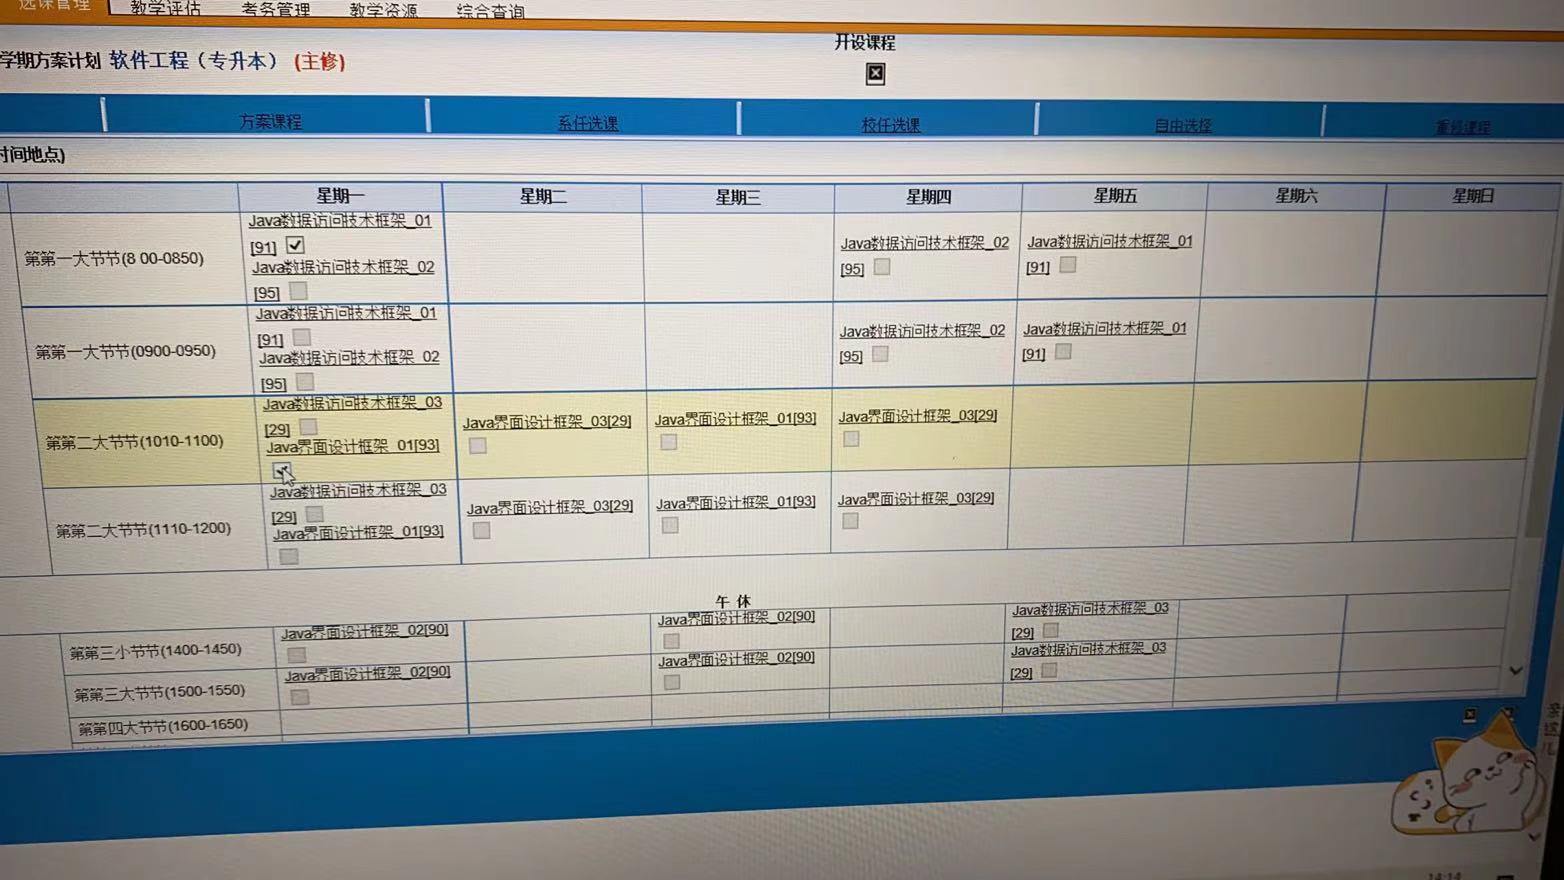 选课管理 教学评估 考务管理 教学资源 综合查询
开设课程
学期方案计划 软件工程（专升本） (主修)
方案课程 系任选课 校任选课 自由选择 重修课程
时间地点)
星期一 星期二 星期三 星期四 星期五 星期六 星期日
第第一大节节(8 00-0850)
Java数据访问技术框架_01
[91]
Java数据访问技术框架_02
[95]
Java数据访问技术框架_02
[95]
Java数据访问技术框架_01
[91]
第第一大节节(0900-0950)
Java数据访问技术框架_01
[91]
Java数据访问技术框架_02
[95]
Java数据访问技术框架_02
[95]
Java数据访问技术框架_01
[91]
第第二大节节(1010-1100)
Java数据访问技术框架_03
[29]
Java界面设计框架_01[93]
Java界面设计框架_03[29]
Java界面设计框架_01[93]
Java界面设计框架_03[29]
第第二大节节(1110-1200)
Java数据访问技术框架_03
[29]
Java界面设计框架_01[93]
Java界面设计框架_03[29]
Java界面设计框架_01[93]
Java界面设计框架_03[29]
午 休
第第三小节节(1400-1450)
Java界面设计框架_02[90]
Java界面设计框架_02[90]
Java数据访问技术框架_03
[29]
第第三大节节(1500-1550)
Java界面设计框架_02[90]
Java界面设计框架_02[90]
Java数据访问技术框架_03
[29]
第第四大节节(1600-1650)